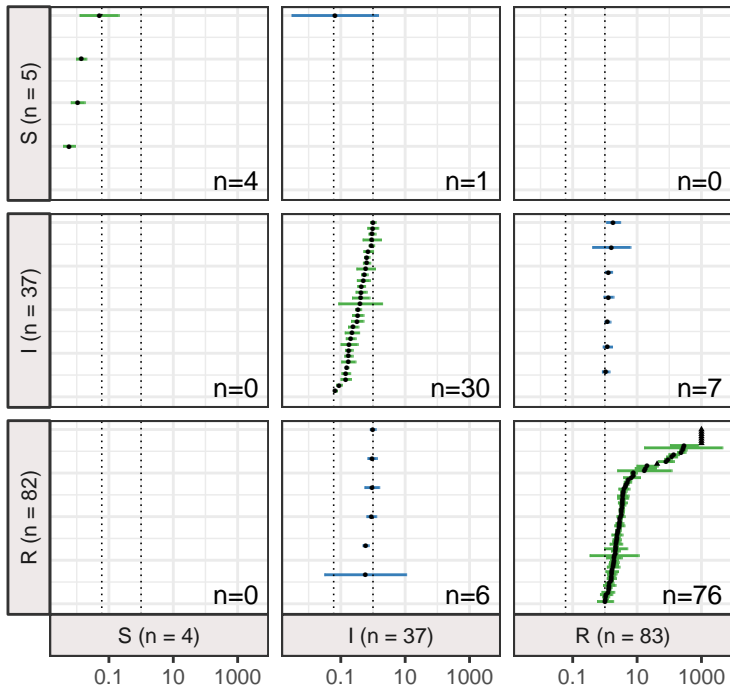 S (n = 5)
n=4
n=1
n=0
I (n = 37)
n=0
n=30
n=7
R (n = 82)
n=0
n=6
n=76
S (n = 4)
I (n = 37)
R (n = 83)
0.1 10 1000
0.1 10 1000
0.1 10 1000